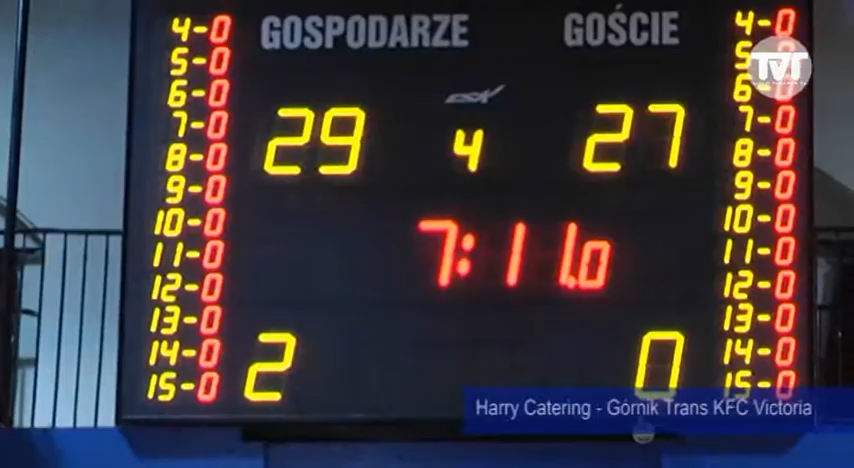 GOSPODARZE GOŚCIE
4-0 4-0
5-0 5-0
6-0 6-0
7-0 7-0
8-0 8-0
9-0 9-0
10-0 10-0
11-0 11-0
12-0 12-0
13-0 13-0
14-0 14-0
15-0 15-0
ESK
29 4 27
7:11.0
2 0
TVT
Harry Catering - Górnik Trans KFC Victoria